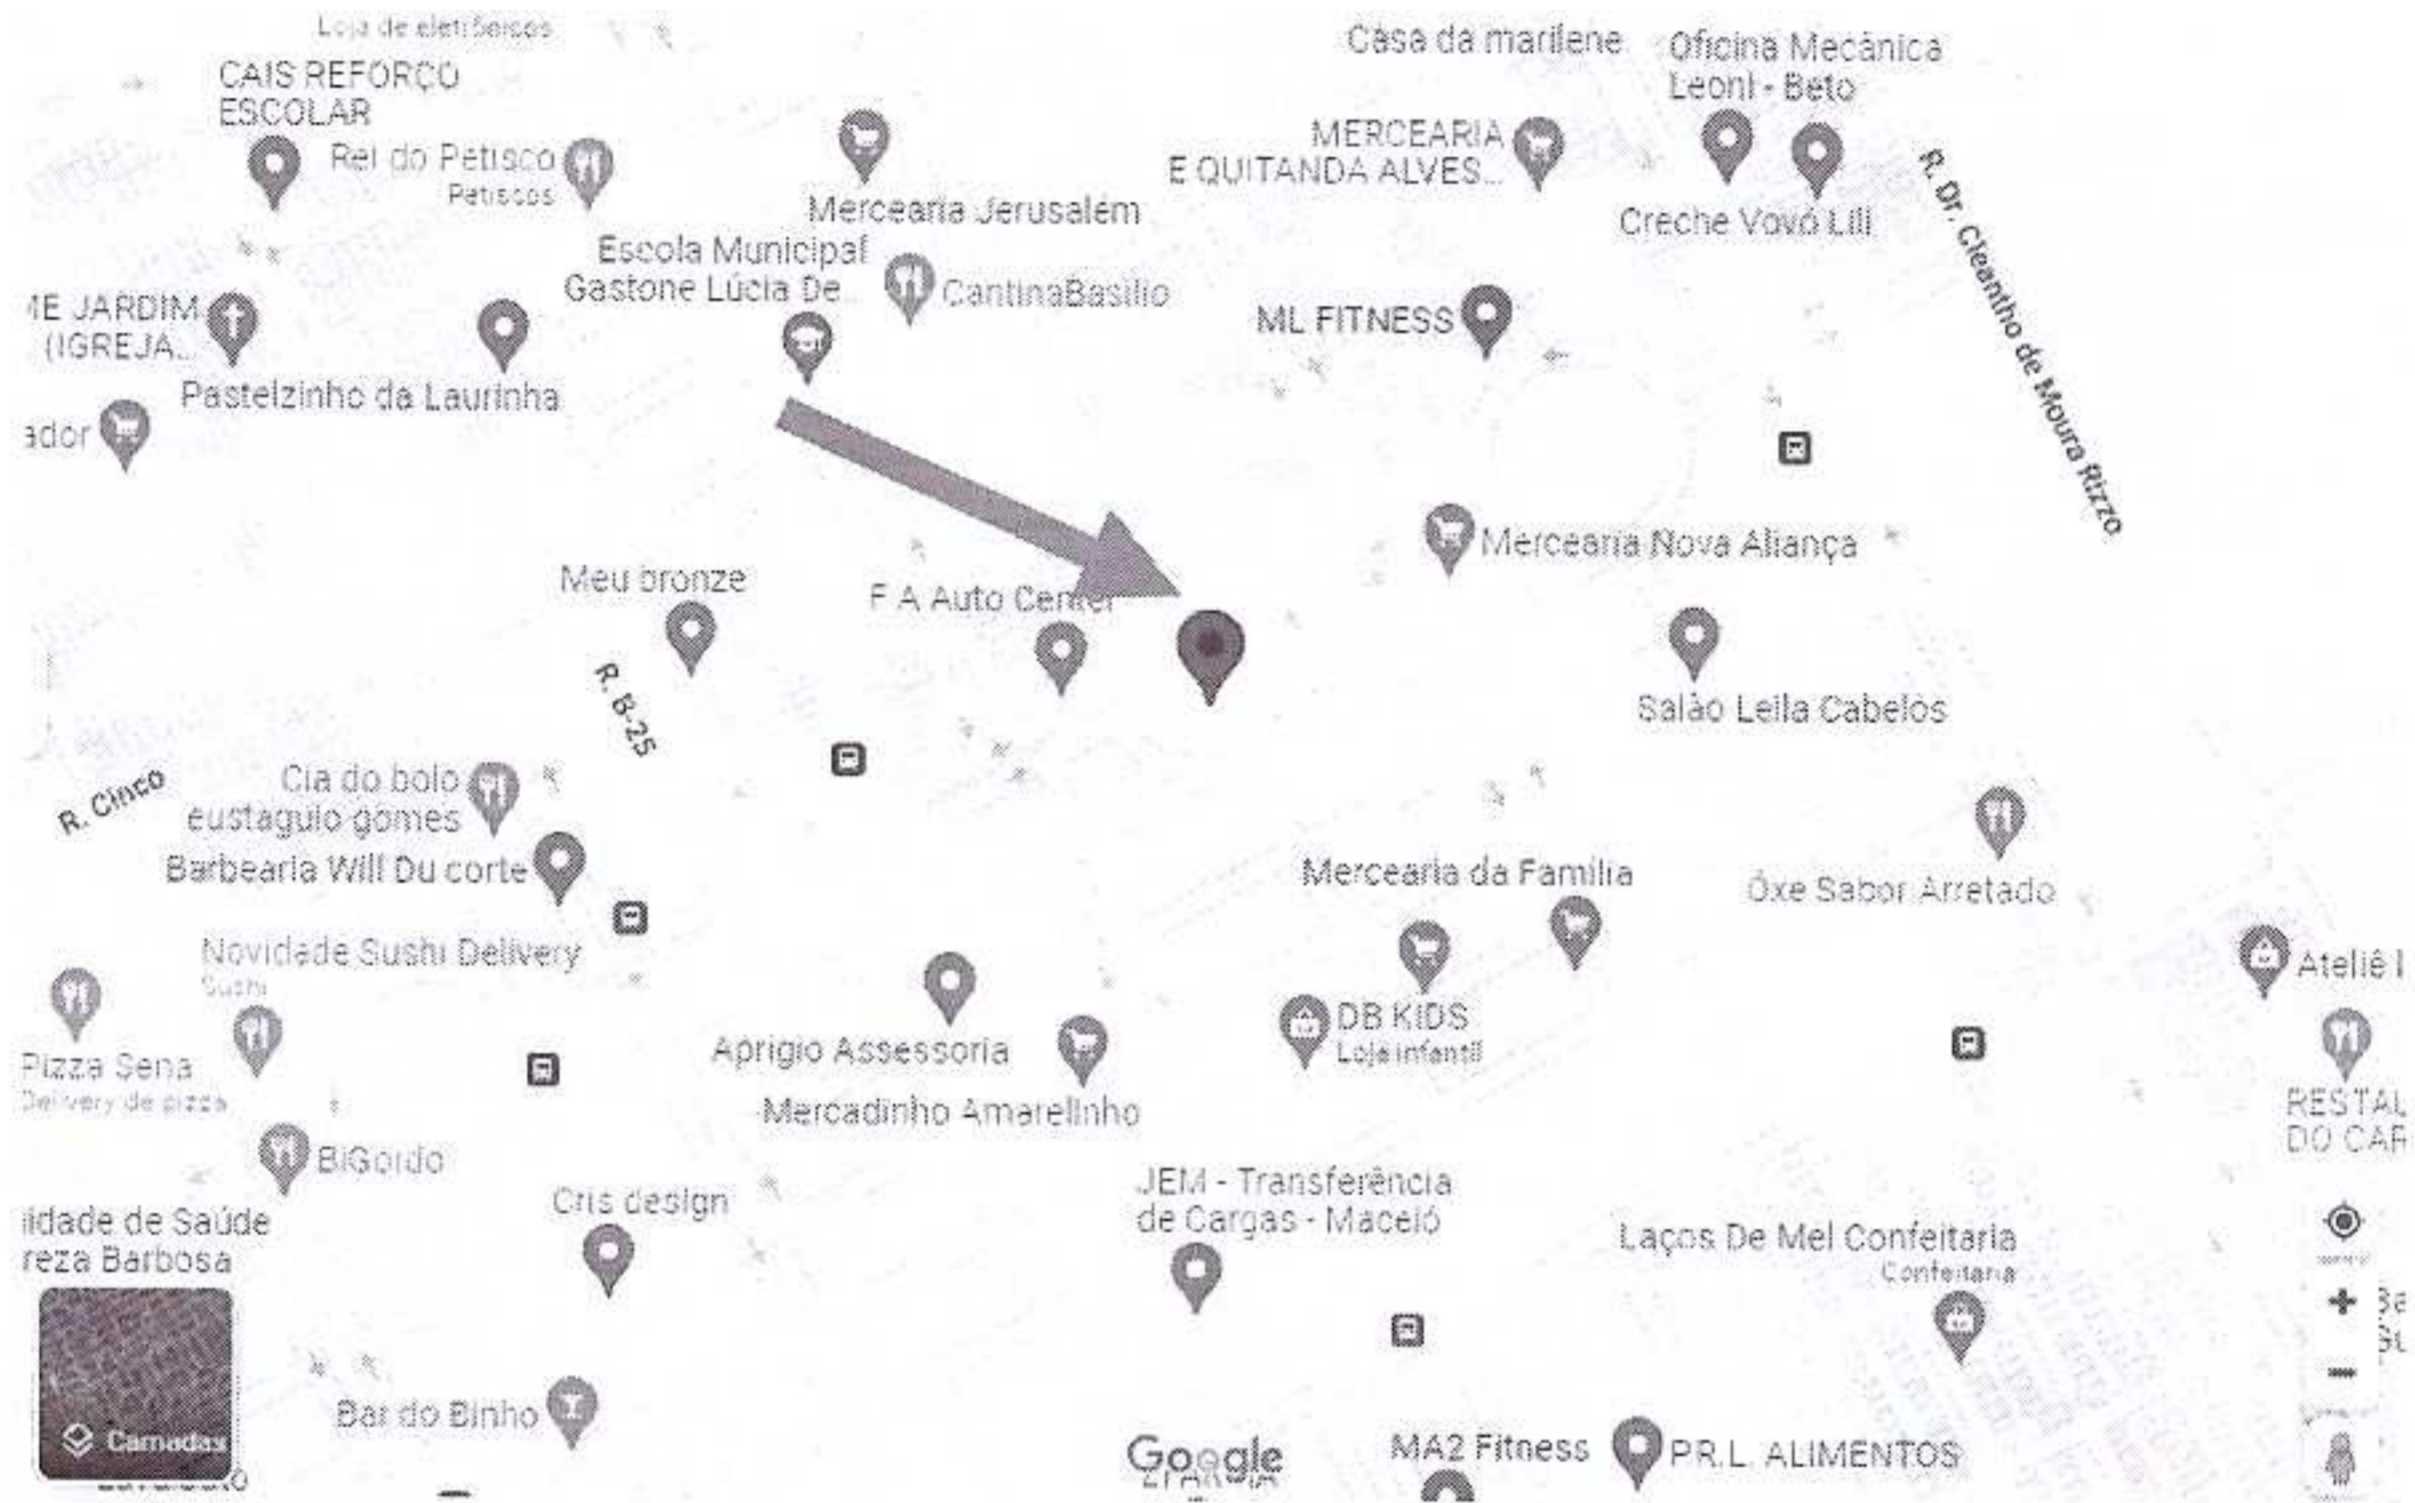 Loja de eletrônicos
CAIS REFORÇO
ESCOLAR
Rei do Petisco
Petiscos
Mercearia Jerusalém
Casa da marilene
Oficina Mecânica
Leoni - Beto
MERCEARIA
E QUITANDA ALVES...
Creche Vovó Lili
R. Dr. Cleantho de Moura Rizzo
Escola Municipal
Gastone Lúcia De...
CantinaBasilio
ME JARDIM
(IGREJA...
Pastelzinho da Laurinha
ML FITNESS
ador
Mercearia Nova Aliança
Meu bronze
F A Auto Center
Salão Leila Cabelos
R. B-25
R. Cinco
Cia do bolo
eustaguio gomes
Barbearia Will Du corte
Mercearia da Família
Óxe Sabor Arretado
Novidade Sushi Delivery
Sushi
Ateliê
Pizza Sena
Delivery de pizza
Aprigio Assessoria
DB KIDS
Loja infantil
Mercadinho Amarelinho
RESTAU
DO CAR
BiGordo
Cris design
JEM - Transferência
de Cargas - Maceió
idade de Saúde
reza Barbosa
Laços De Mel Confeitaria
Confeitaria
Bar do Binho
Camadas
Google
MA2 Fitness
P.R.L. ALIMENTOS